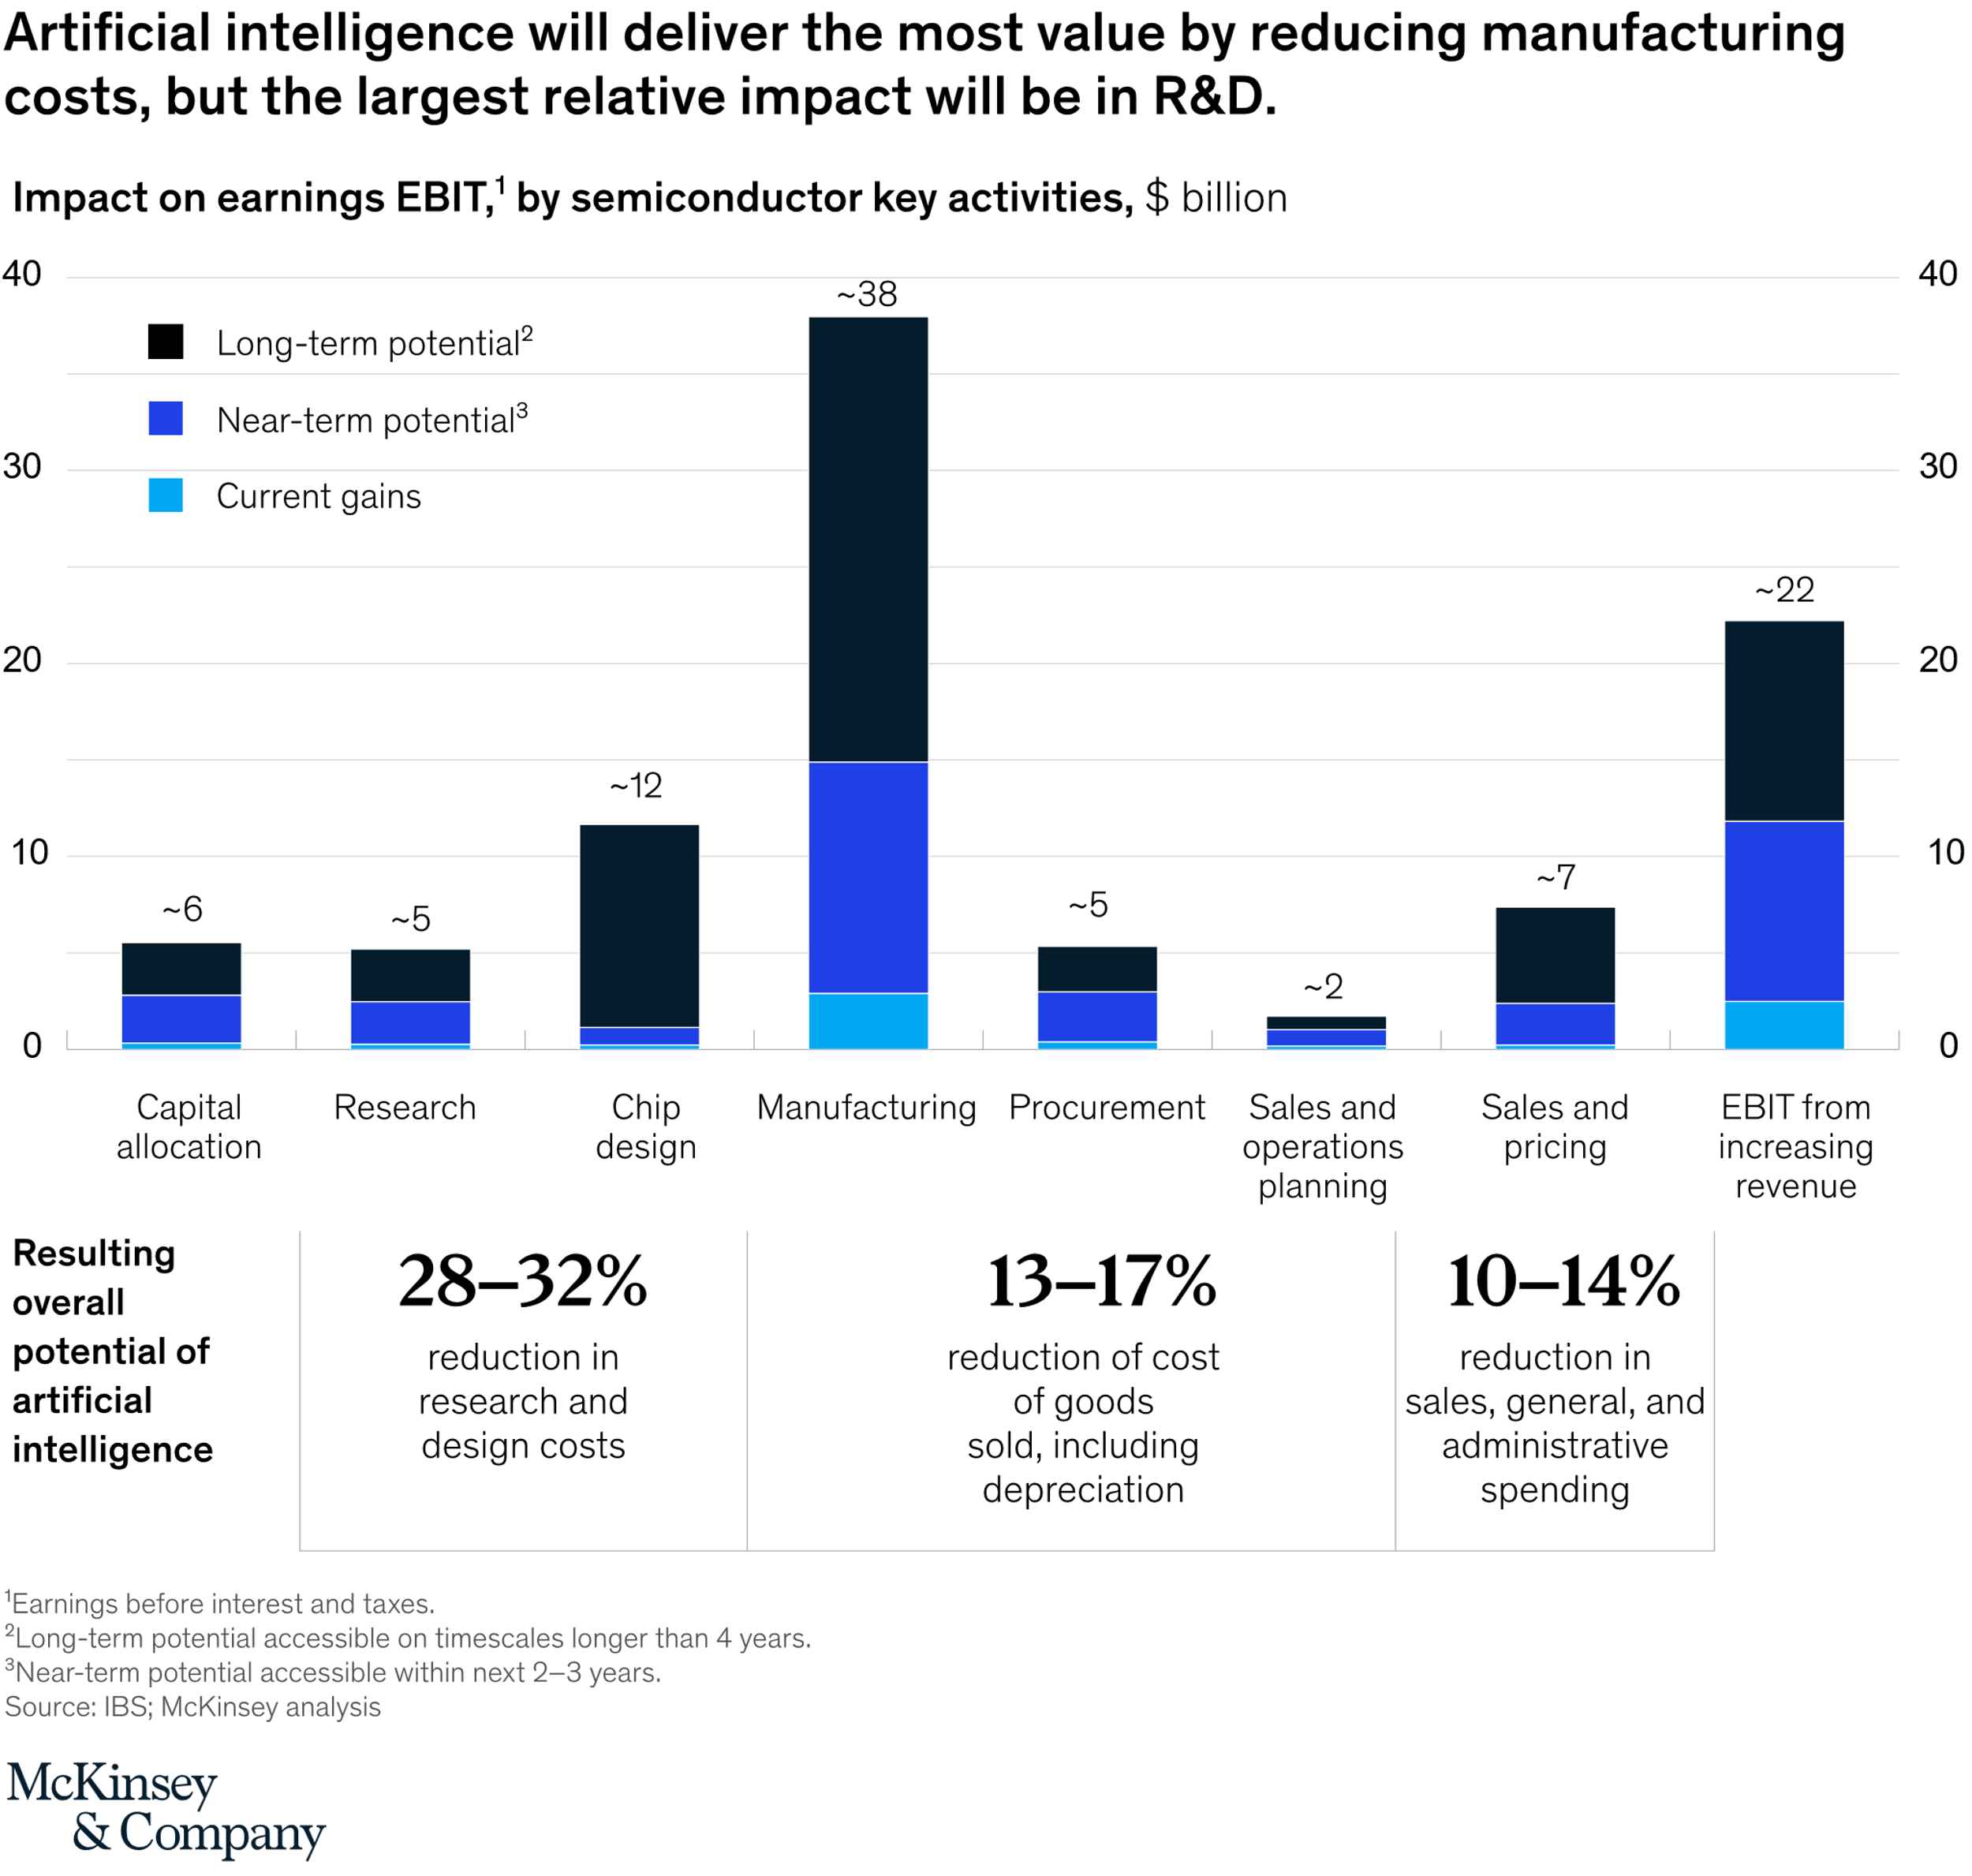 Artificial intelligence will deliver the most value by reducing manufacturing
costs, but the largest relative impact will be in R&D.
Impact on earnings EBIT,¹ by semiconductor key activities, $ billion
40
40
~38
Long-term potential²
Near-term potential³
30
30
Current gains
~22
20
20
~12
10
10
~6
~5
~5
~2
~7
0
0
Capital
allocation
Research
Chip
design
Manufacturing
Procurement
Sales and
operations
planning
Sales and
pricing
EBIT from
increasing
revenue
Resulting
overall
potential of
artificial
intelligence
28–32%
reduction in
research and
design costs
13–17%
reduction of cost
of goods
sold, including
depreciation
10–14%
reduction in
sales, general, and
administrative
spending
¹Earnings before interest and taxes.
²Long-term potential accessible on timescales longer than 4 years.
³Near-term potential accessible within next 2–3 years.
Source: IBS; McKinsey analysis
McKinsey
& Company